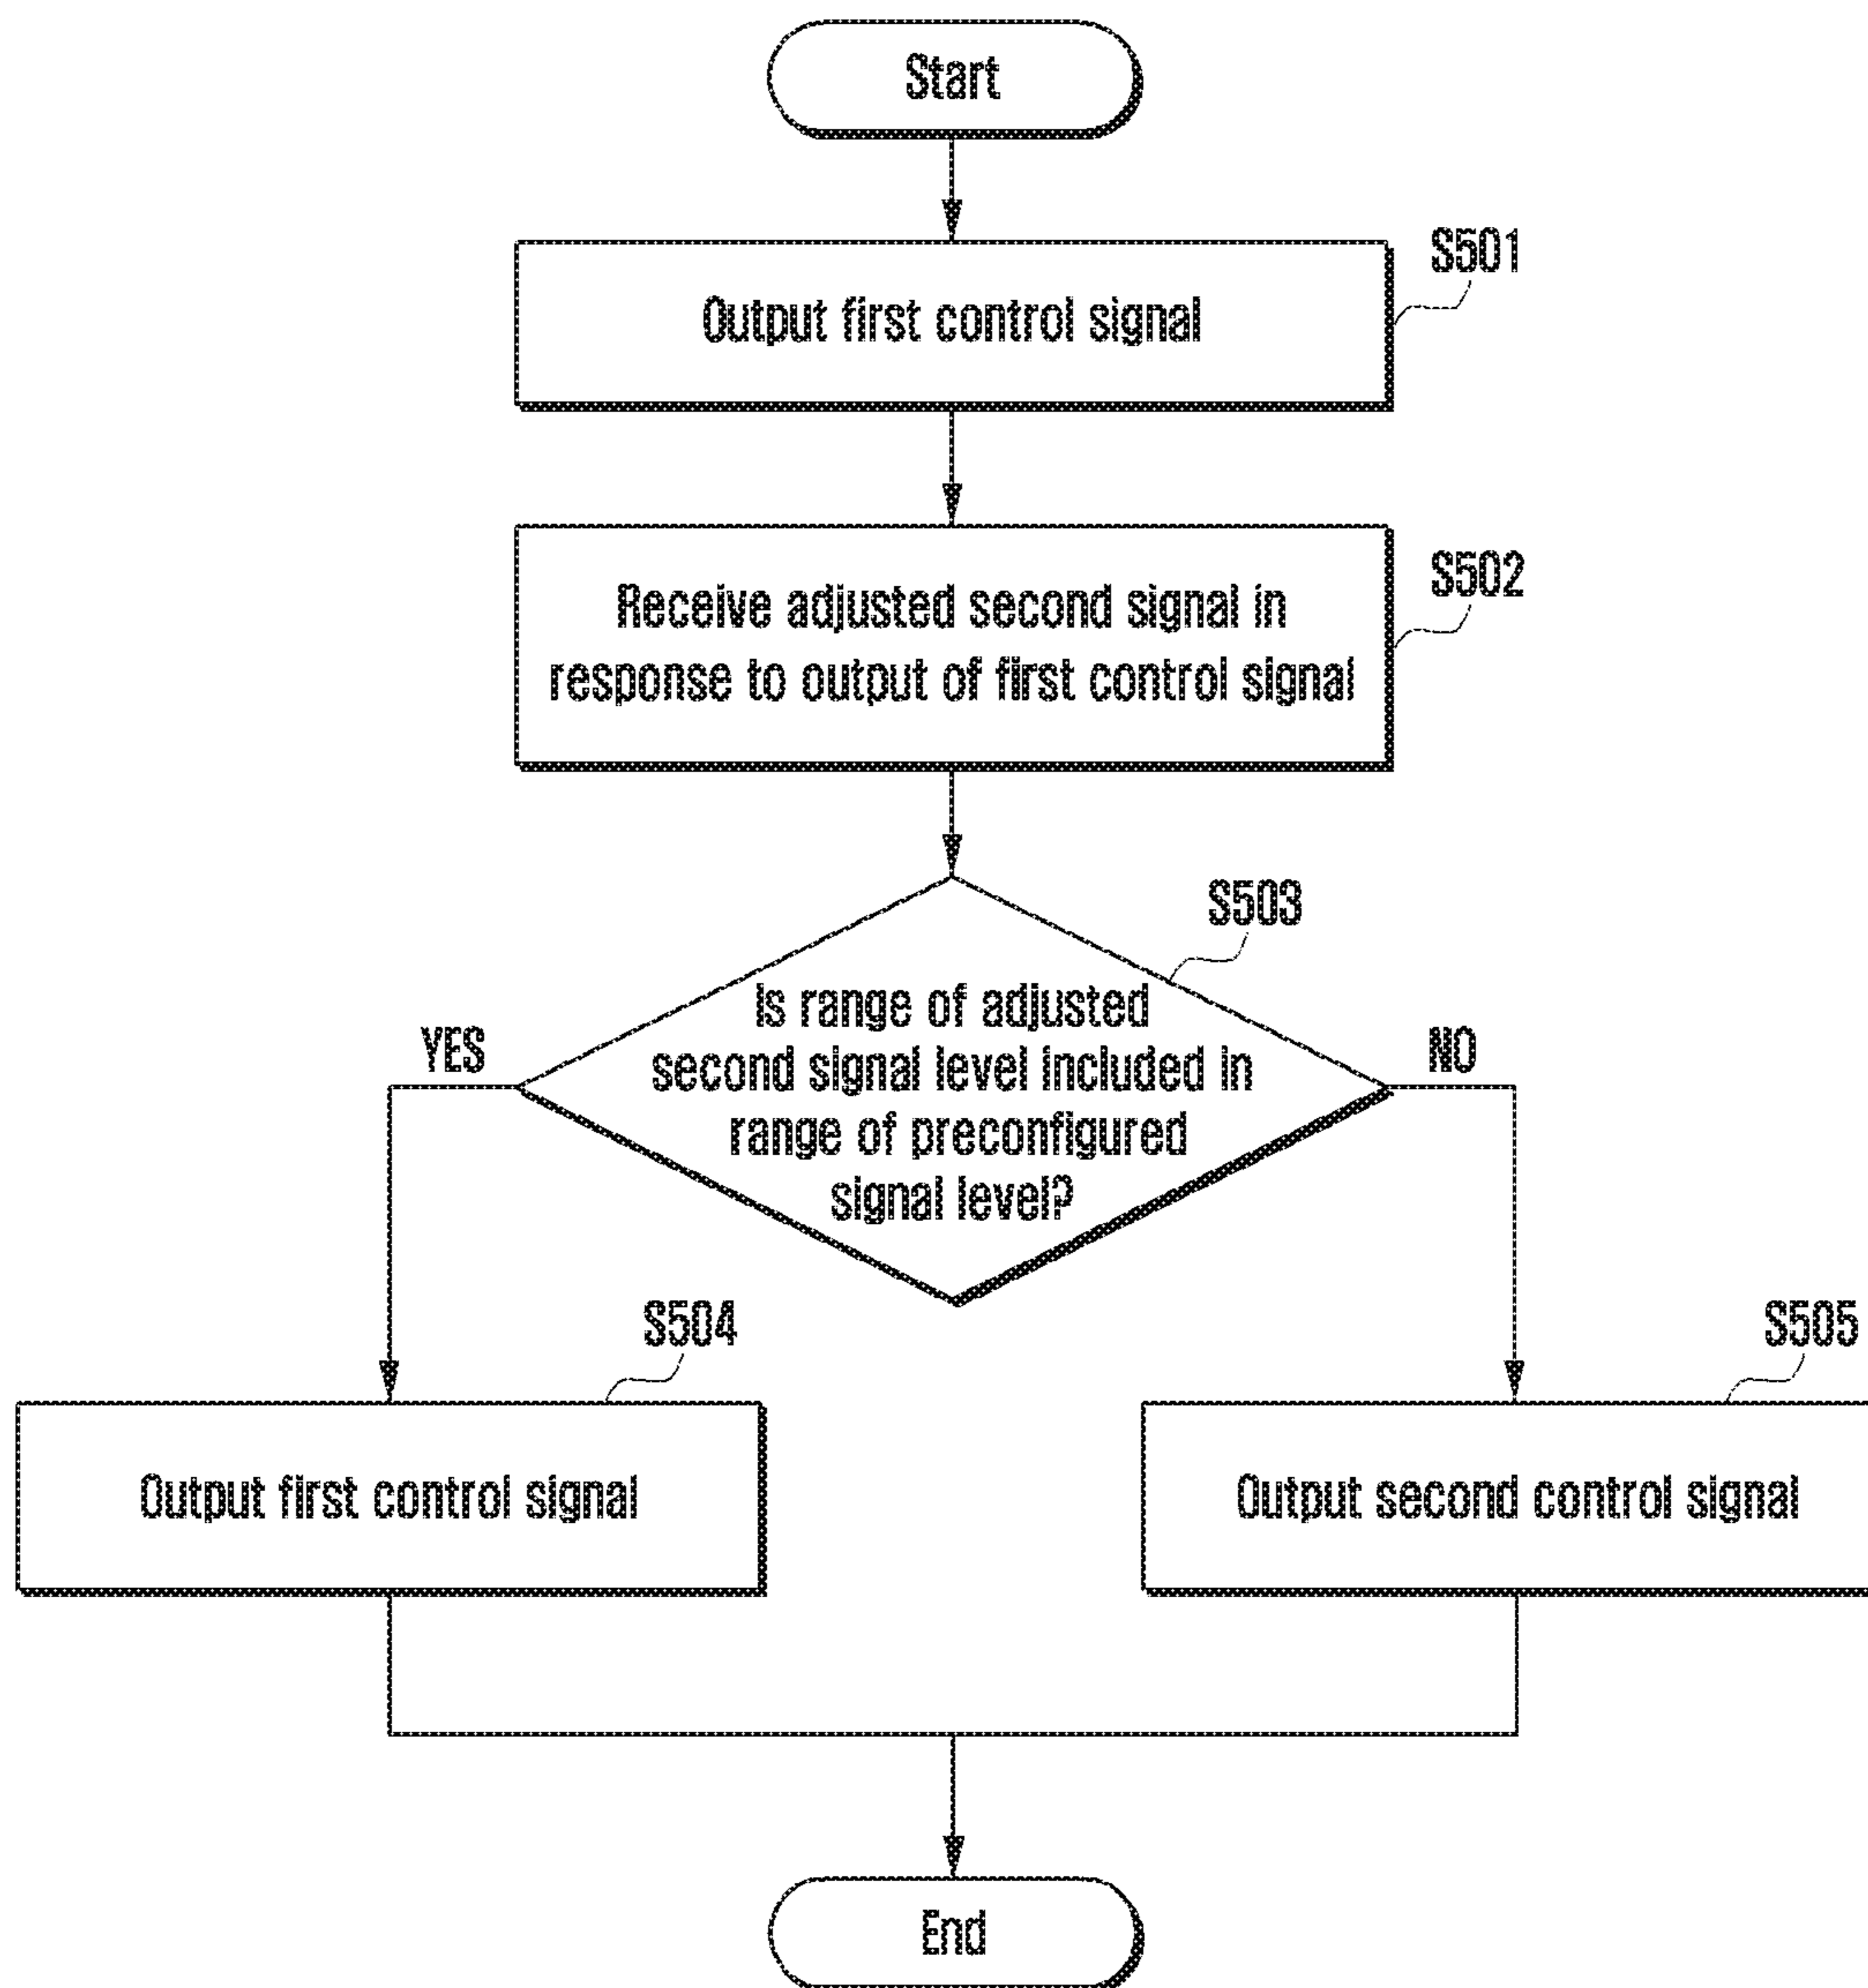 Start
S501
Output first control signal
S502
Receive adjusted second signal in
response to output of first control signal
S503
Is range of adjusted
second signal level included in
range of preconfigured
signal level?
YES
NO
S504
S505
Output first control signal
Output second control signal
End